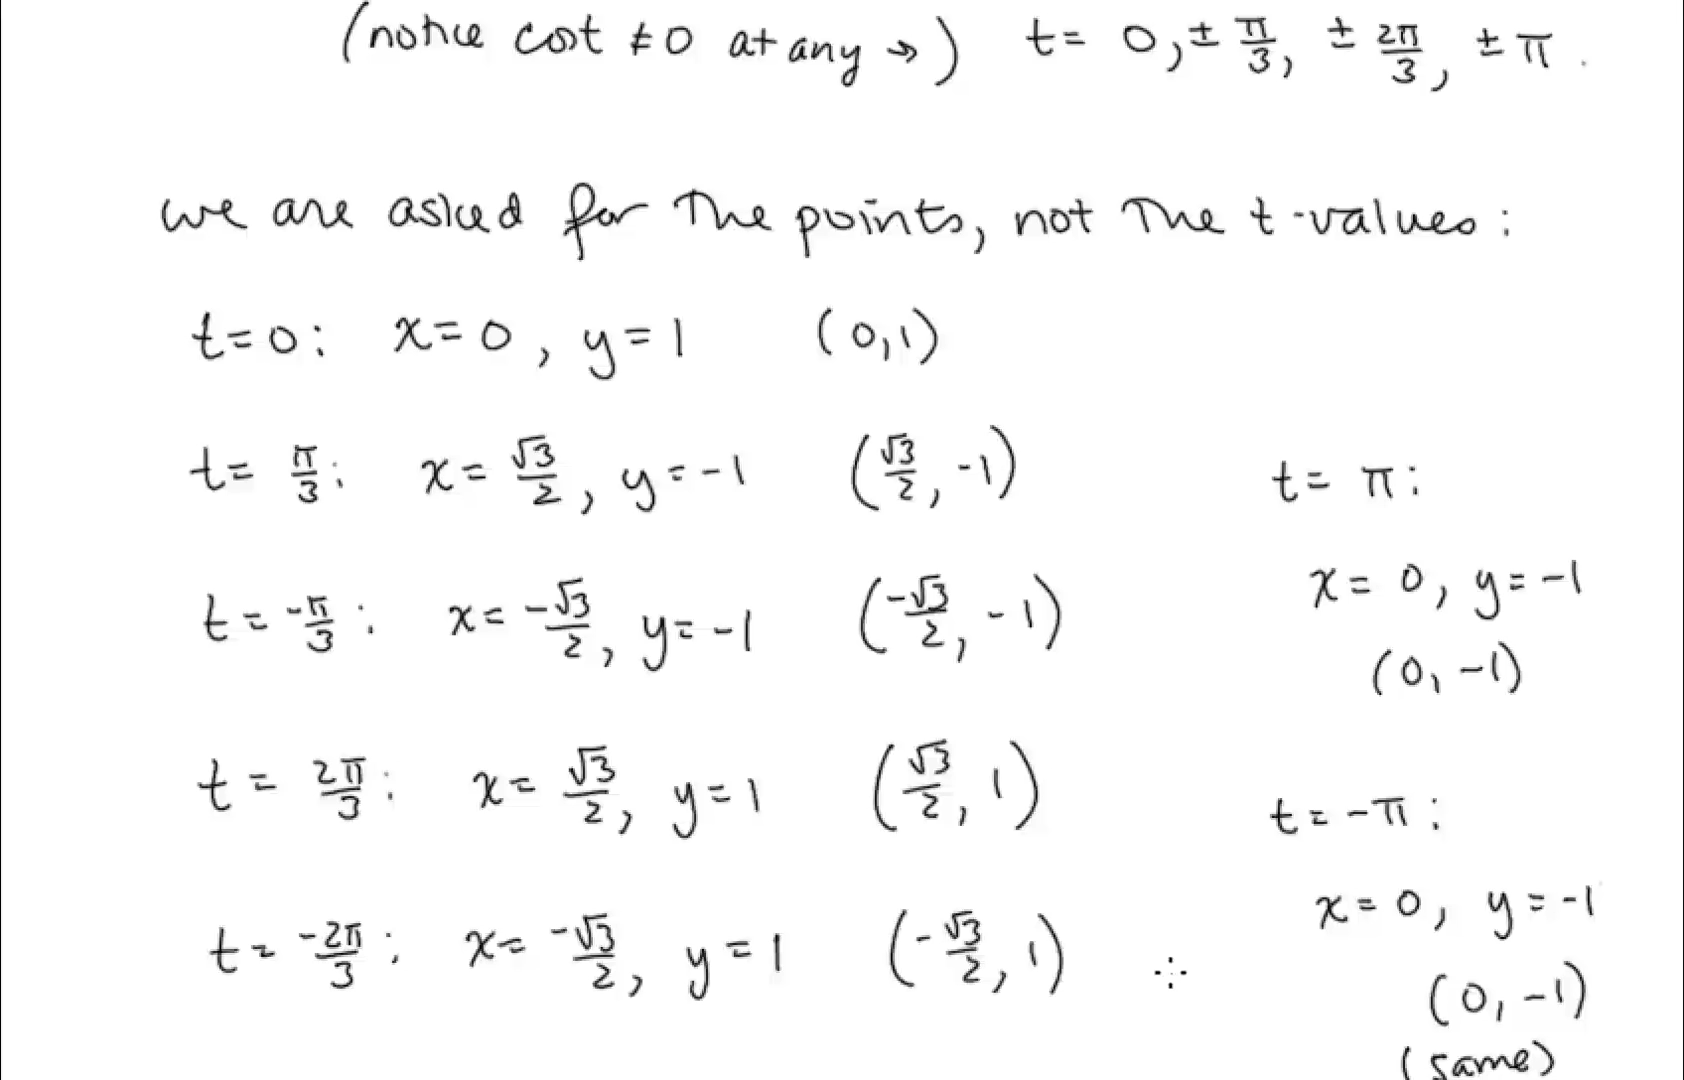 (notice cost ≠ 0 at any →) t = 0, ± π/3, ± 2π/3, ± π.
we are asked for the points, not the t-values:
t=0: x=0, y=1 (0,1)
t= π/3: x= √3/2, y=-1 (√3/2, -1)
t= -π/3: x= -√3/2, y=-1 (-√3/2, -1)
t= 2π/3: x= √3/2, y=1 (√3/2, 1)
t= -2π/3: x= -√3/2, y=1 (-√3/2, 1)
t= π:
x= 0, y=-1
(0, -1)
t= -π:
x=0, y=-1
(0, -1)
(same)